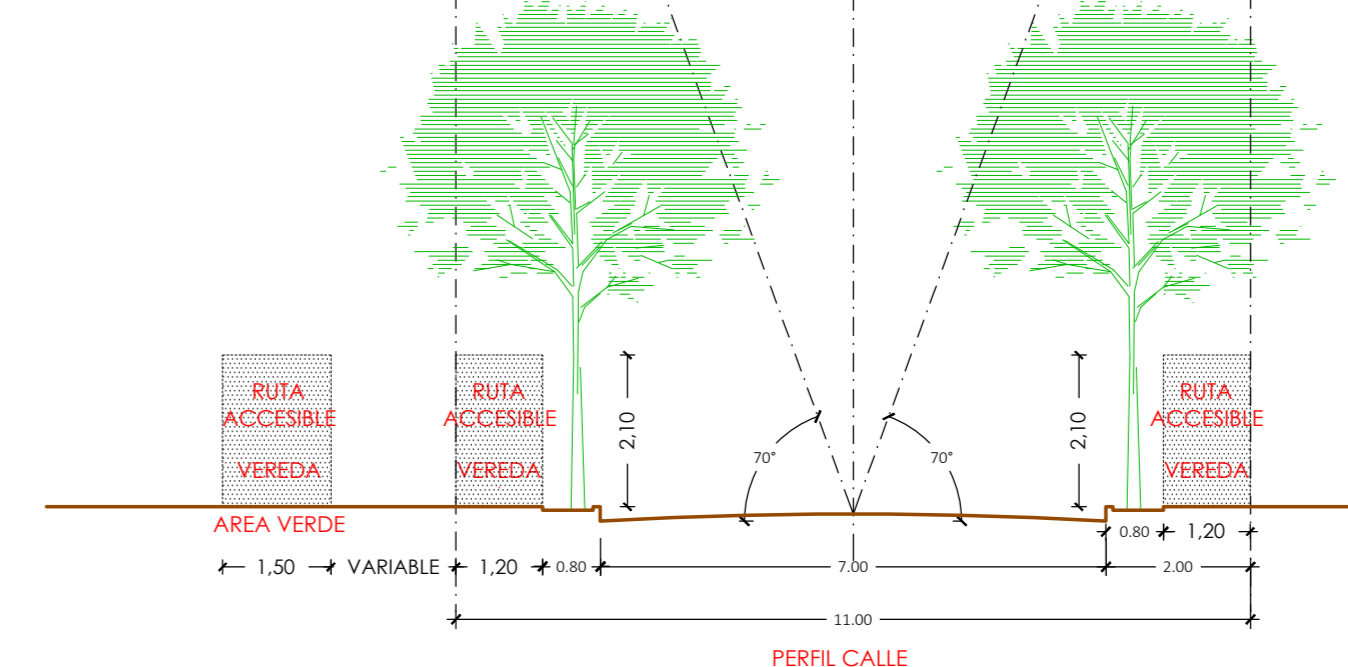 RUTA
ACCESIBLE
VEREDA
RUTA
ACCESIBLE
VEREDA
2,10
70°
70°
2,10
RUTA
ACCESIBLE
VEREDA
AREA VERDE
0.80
1,20
1,50
VARIABLE
1,20
0.80
7.00
2.00
11.00
PERFIL CALLE